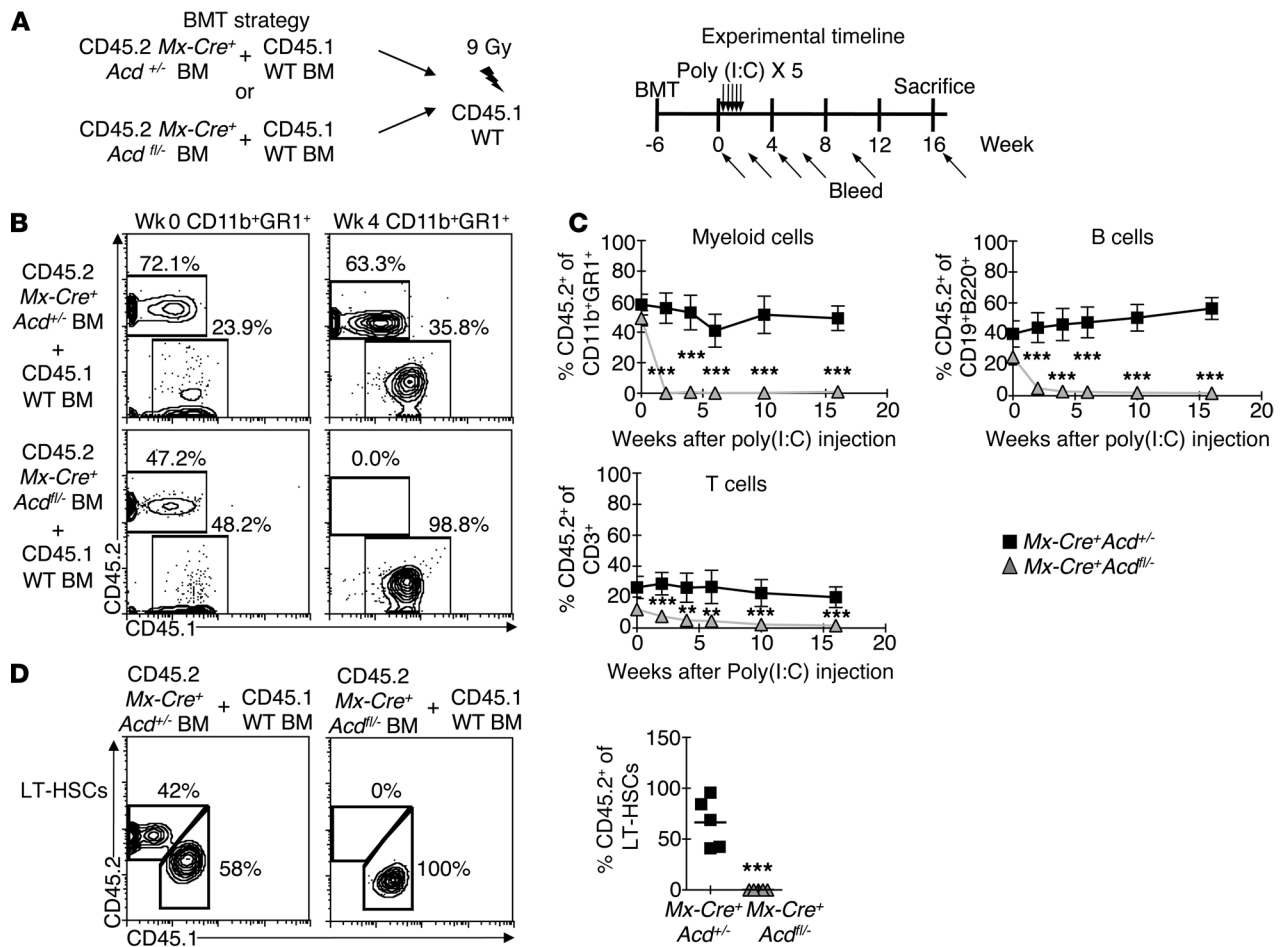 A
BMT strategy
CD45.2 Mx-Cre+ + CD45.1
Acd +/- BM WT BM
or
CD45.2 Mx-Cre+ + CD45.1
Acd fl/- BM WT BM
9 Gy
CD45.1
WT
Experimental timeline
Poly (I:C) X 5
BMT
Sacrifice
-6 0 4 8 12 16 Week
Bleed
B
Wk 0 CD11b+GR1+ Wk 4 CD11b+GR1+
CD45.2
Mx-Cre+
Acd+/- BM
+
CD45.1
WT BM
72.1%
23.9%
63.3%
35.8%
CD45.2
Mx-Cre+
Acdfl/- BM
+
CD45.1
WT BM
47.2%
48.2%
0.0%
98.8%
CD45.2
CD45.1
C
Myeloid cells
% CD45.2+ of
CD11b+GR1+
100
80
60
40
20
0
*** *** *** *** ***
0 5 10 15 20
Weeks after poly(I:C) injection
B cells
% CD45.2+ of
CD19+B220+
100
80
60
40
20
0
*** *** *** *** ***
0 5 10 15 20
Weeks after poly(I:C) injection
T cells
% CD45.2+ of
CD3+
100
80
60
40
20
0
*** ** ** *** ***
0 5 10 15 20
Weeks after Poly(I:C) injection
Mx-Cre+Acd+/-
Mx-Cre+Acdfl/-
D
CD45.2
Mx-Cre+ + CD45.1
Acd+/- BM WT BM
CD45.2
Mx-Cre+ + CD45.1
Acdfl/- BM WT BM
LT-HSCs
42%
58%
0%
100%
CD45.2
CD45.1
% CD45.2+ of
LT-HSCs
150
100
50
0
***
Mx-Cre+ Mx-Cre+
Acd+/- Acdfl/-